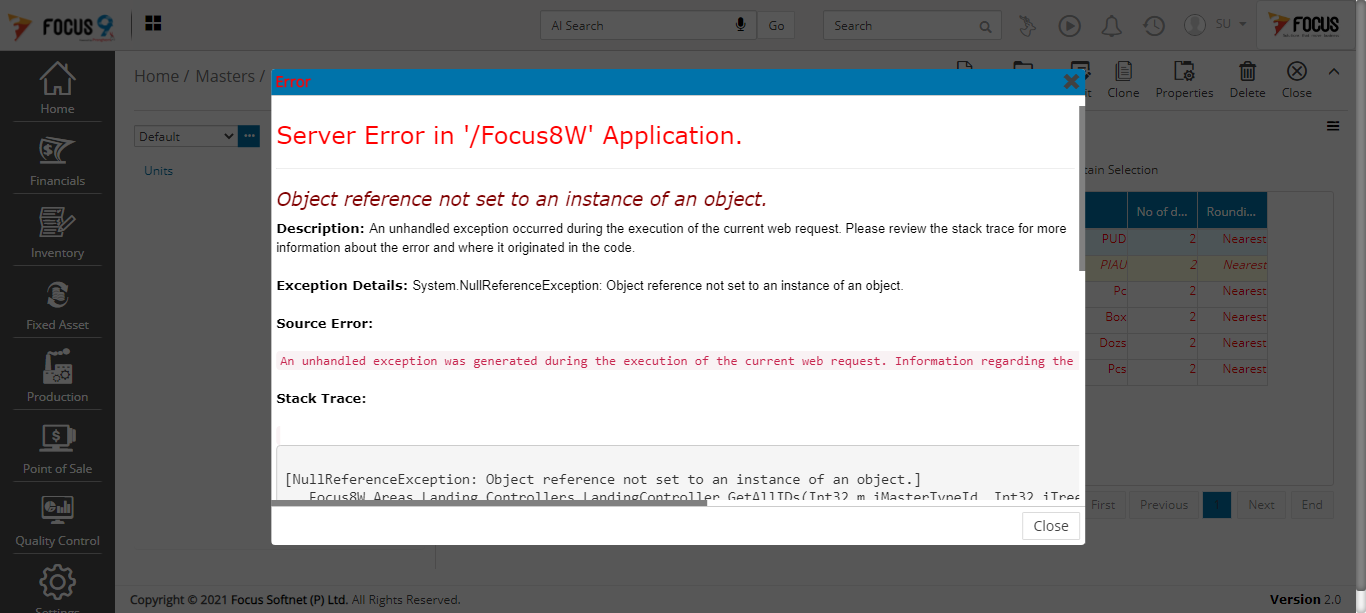 FOCUS 9
AI Search
Go
Search
SU
FOCUS
Home / Masters /
Clone
Properties
Delete
Close
Home
Financials
Inventory
Fixed Asset
Production
Point of Sale
Quality Control
Settings
Default
Units
Error
Server Error in '/Focus8W' Application.
Object reference not set to an instance of an object.
Description: An unhandled exception occurred during the execution of the current web request. Please review the stack trace for more
information about the error and where it originated in the code.
Exception Details: System.NullReferenceException: Object reference not set to an instance of an object.
Source Error:
An unhandled exception was generated during the execution of the current web request. Information regarding the
Stack Trace:
[NullReferenceException: Object reference not set to an instance of an object.]
Focus8W.Areas.Landing.Controllers.LandingController.GetAllIDs(Int32 m_iMasterTypeId, Int32 iTree
Close
tain Selection
No of d... Roundi...
PUD 2 Nearest
PIAU 2 Nearest
Pc 2 Nearest
Box 2 Nearest
Dozs 2 Nearest
Pcs 2 Nearest
First Previous Next End
Copyright © 2021 Focus Softnet (P) Ltd. All Rights Reserved.
Version 2.0